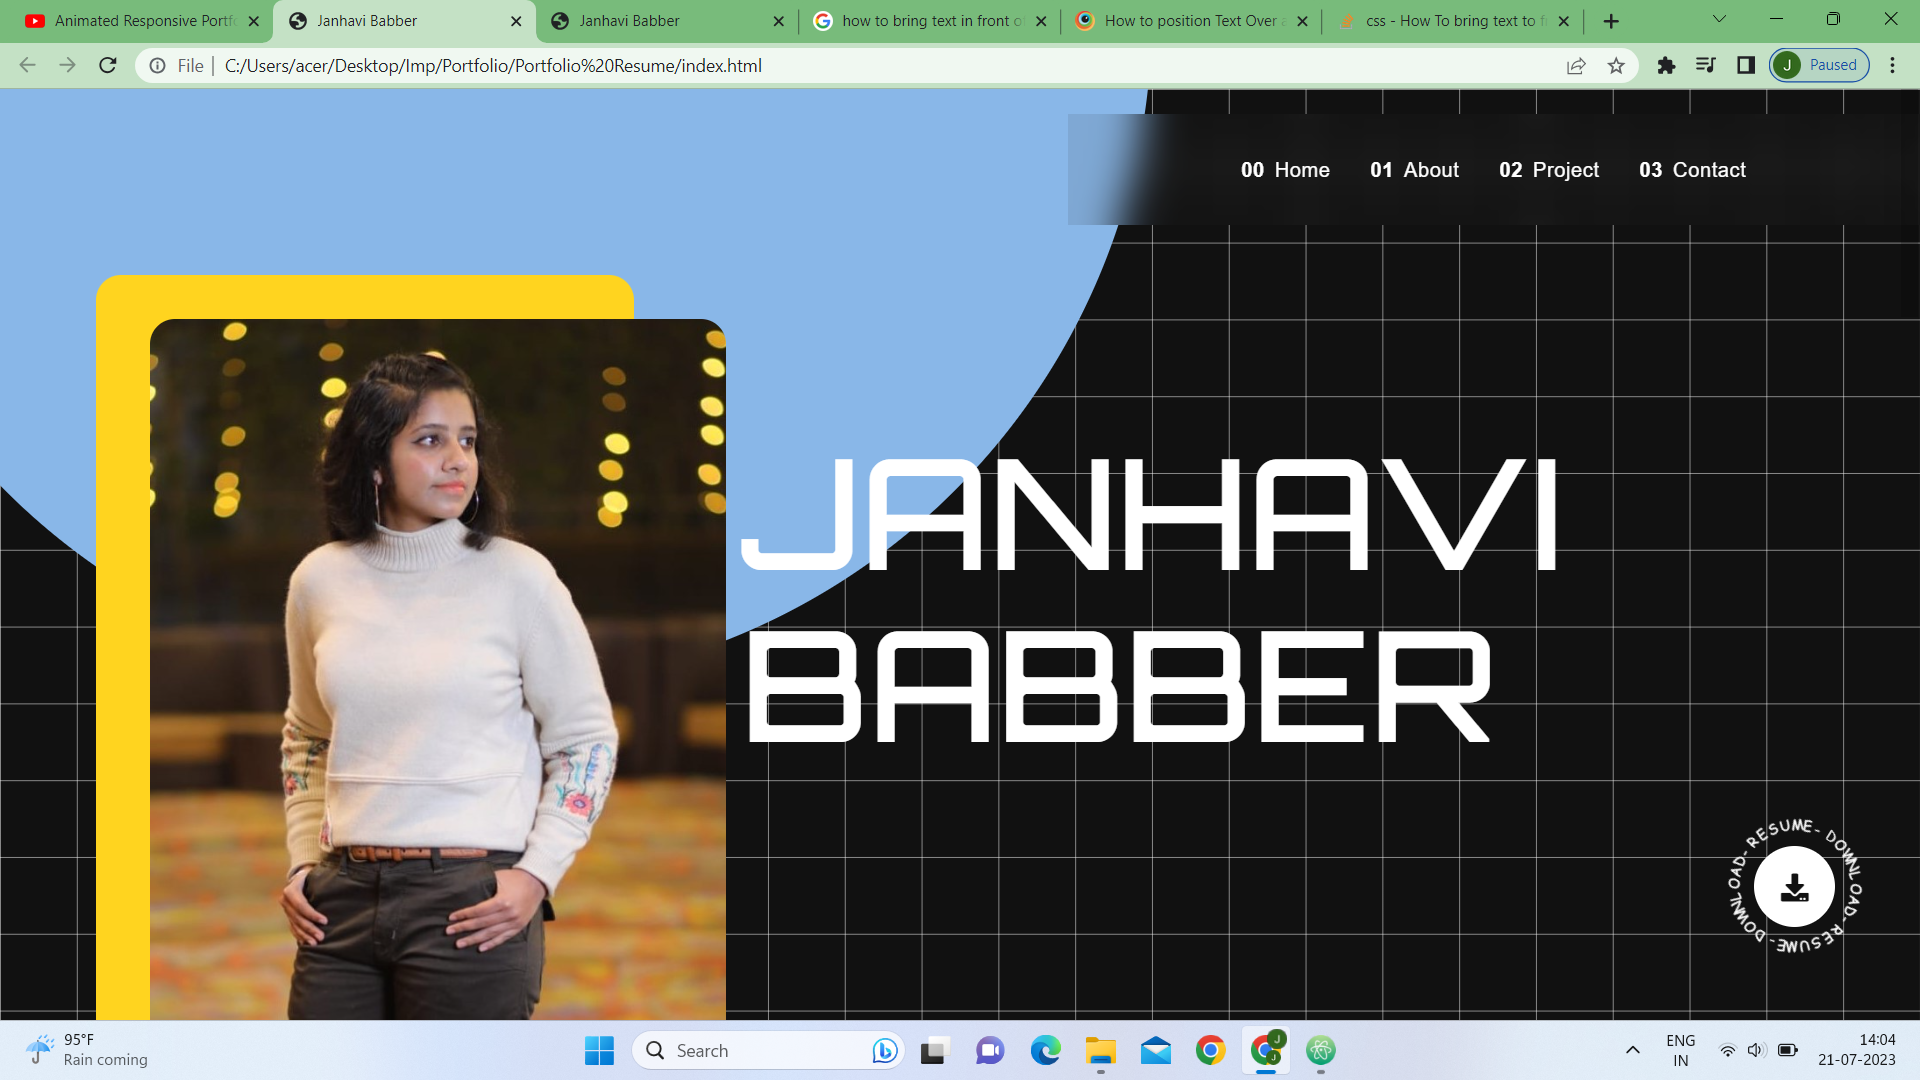 Animated Responsive Portfo
Janhavi Babber
Janhavi Babber
how to bring text in front o
How to position Text Over a
css - How To bring text to f
File
C:/Users/acer/Desktop/Imp/Portfolio/Portfolio%20Resume/index.html
J Paused
00 Home 01 About 02 Project 03 Contact
JANHAVI
BABBER
DOWNLOAD-RESUME-DOWNLOAD-RESUME-
95°F
Rain coming
Search
J
J
ENG
IN
14:04
21-07-2023